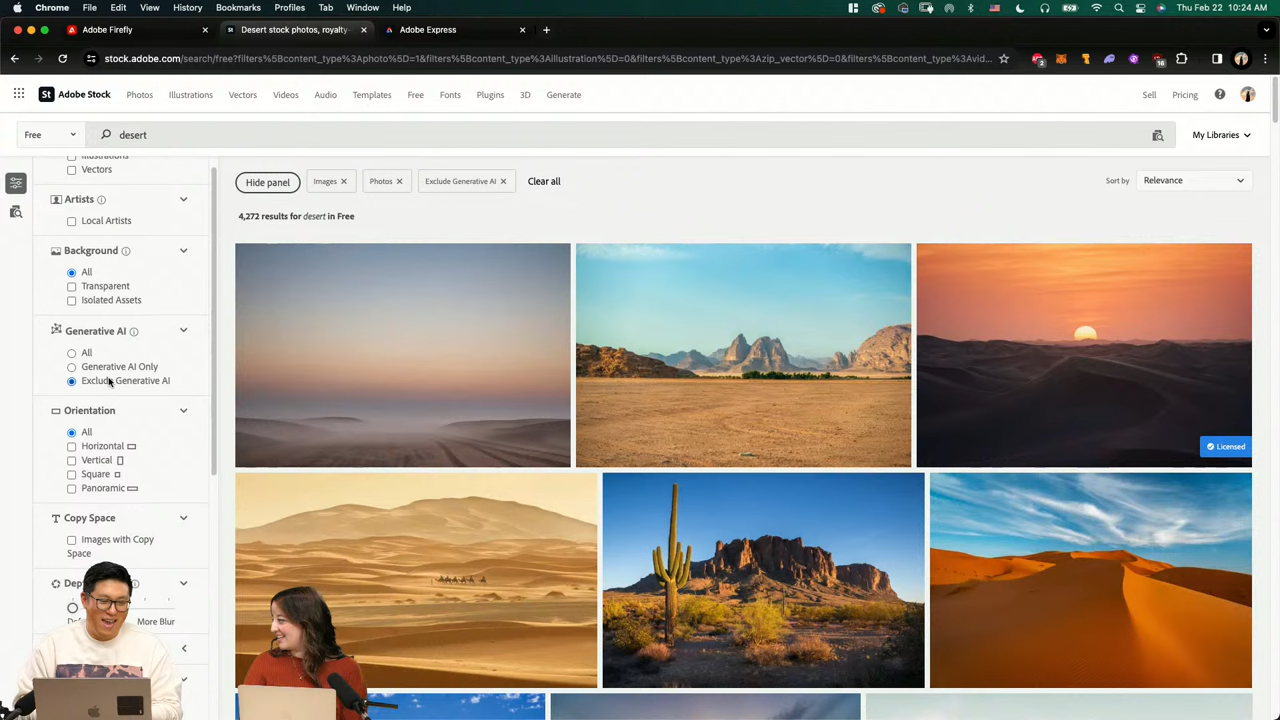 Chrome File Edit View History Bookmarks Profiles Tab Window Help Thu Feb 22 10:24 AM
Adobe Firefly Desert stock photos, royalty- Adobe Express
stock.adobe.com/search/free?filters%5Bcontent_type%3Aphoto%5D=1&filters%5Bcontent_type%3Aillustration%5D=0&filters%5Bcontent_type%3Azip_vector%5D=0&filters%5Bcontent_type%3Avid... 2 16
St Adobe Stock Photos Illustrations Vectors Videos Audio Templates Free Fonts Plugins 3D Generate Sell Pricing
Free desert My Libraries
Illustrations
Vectors
Hide panel Images Photos Exclude Generative AI Clear all Sort by Relevance
Artists
Local Artists
4,272 results for desert in Free
Background
All
Transparent
Isolated Assets
Generative AI
All
Generative AI Only
Exclude Generative AI
Orientation
All
Horizontal
Vertical
Square
Panoramic
Licensed
Copy Space
Images with Copy
Space
More Blur